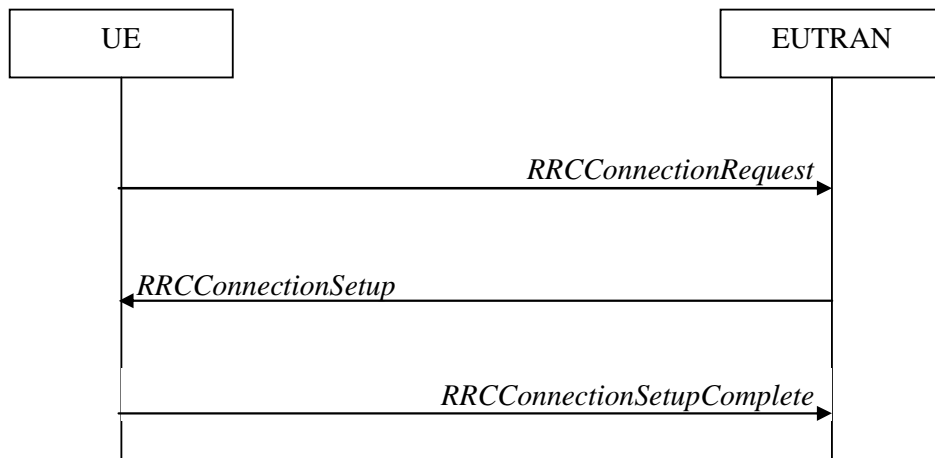 UE
EUTRAN
RRCConnectionRequest
RRCConnectionSetup
RRCConnectionSetupComplete